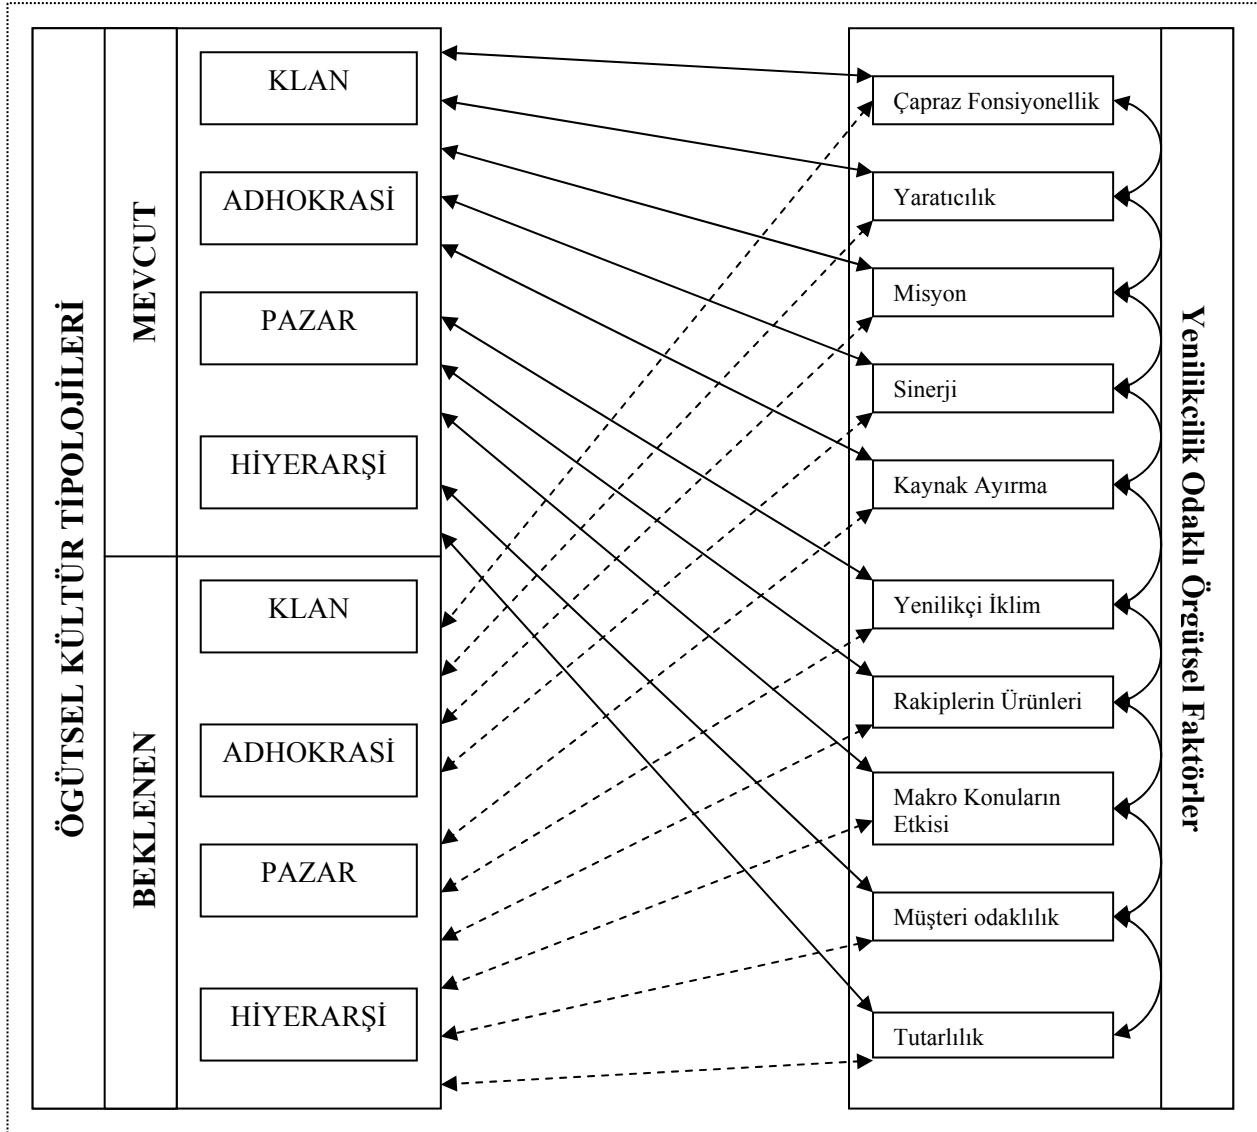 ÖGÜTSEL KÜLTÜR TİPOLOJİLERİ
MEVCUT
KLAN
ADHOKRASİ
PAZAR
HİYERARŞİ
BEKLENEN
KLAN
ADHOKRASİ
PAZAR
HİYERARŞİ
Çapraz Fonsiyonellik
Yaratıcılık
Misyon
Sinerji
Kaynak Ayırma
Yenilikçi İklim
Rakiplerin Ürünleri
Makro Konuların
Etkisi
Müşteri odaklılık
Tutarlılık
Yenilikçilik Odaklı Örgütsel Faktörler